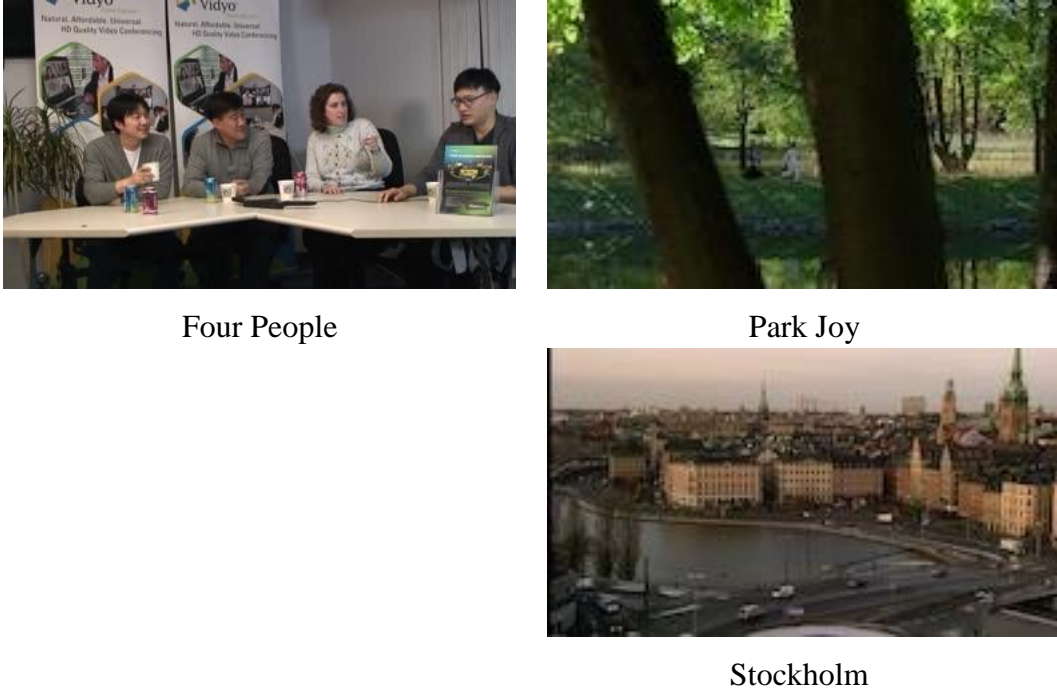 Vidyo
Natural. Affordable. Universal
HD Quality Video Conferencing
Vidyo
Natural. Affordable. Universal
HD Quality Video Conferencing
Four People
Park Joy
Stockholm